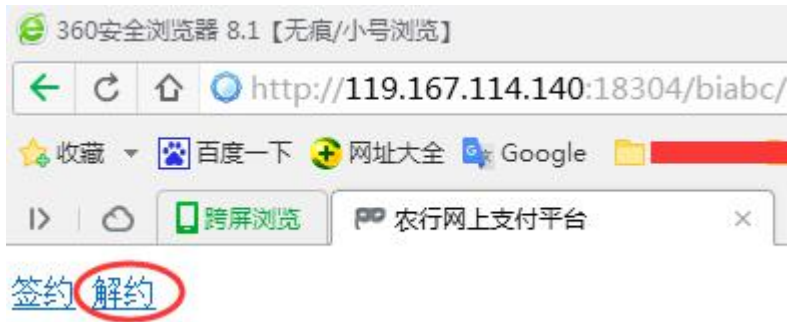 360安全浏览器 8.1【无痕/小号浏览】
http://119.167.114.140:18304/biabc/
收藏 百度一下 网址大全 Google
跨屏浏览 农行网上支付平台
签约 解约